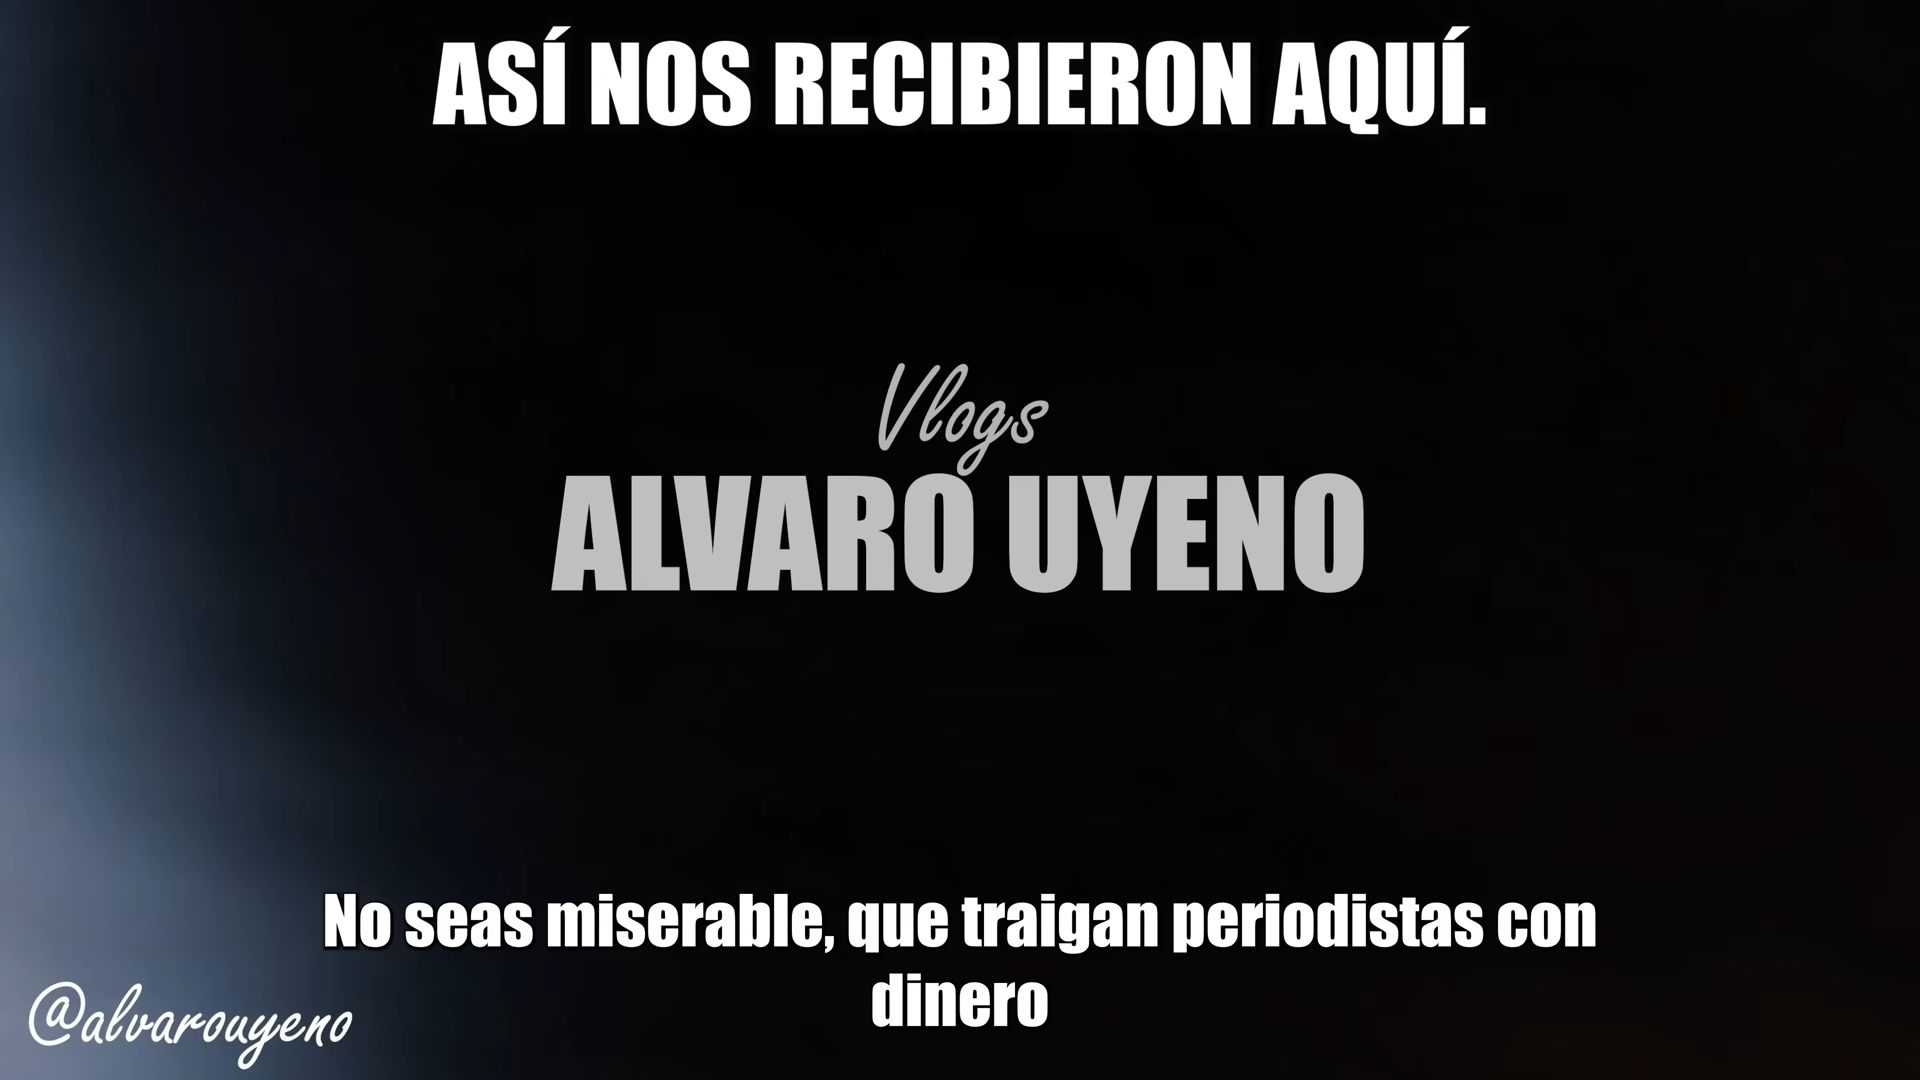 ASÍ NOS RECIBIERON AQUÍ.
Vlogs
ALVARO UYENO
No seas miserable, que traigan periodistas con
dinero
@alvarouyeno